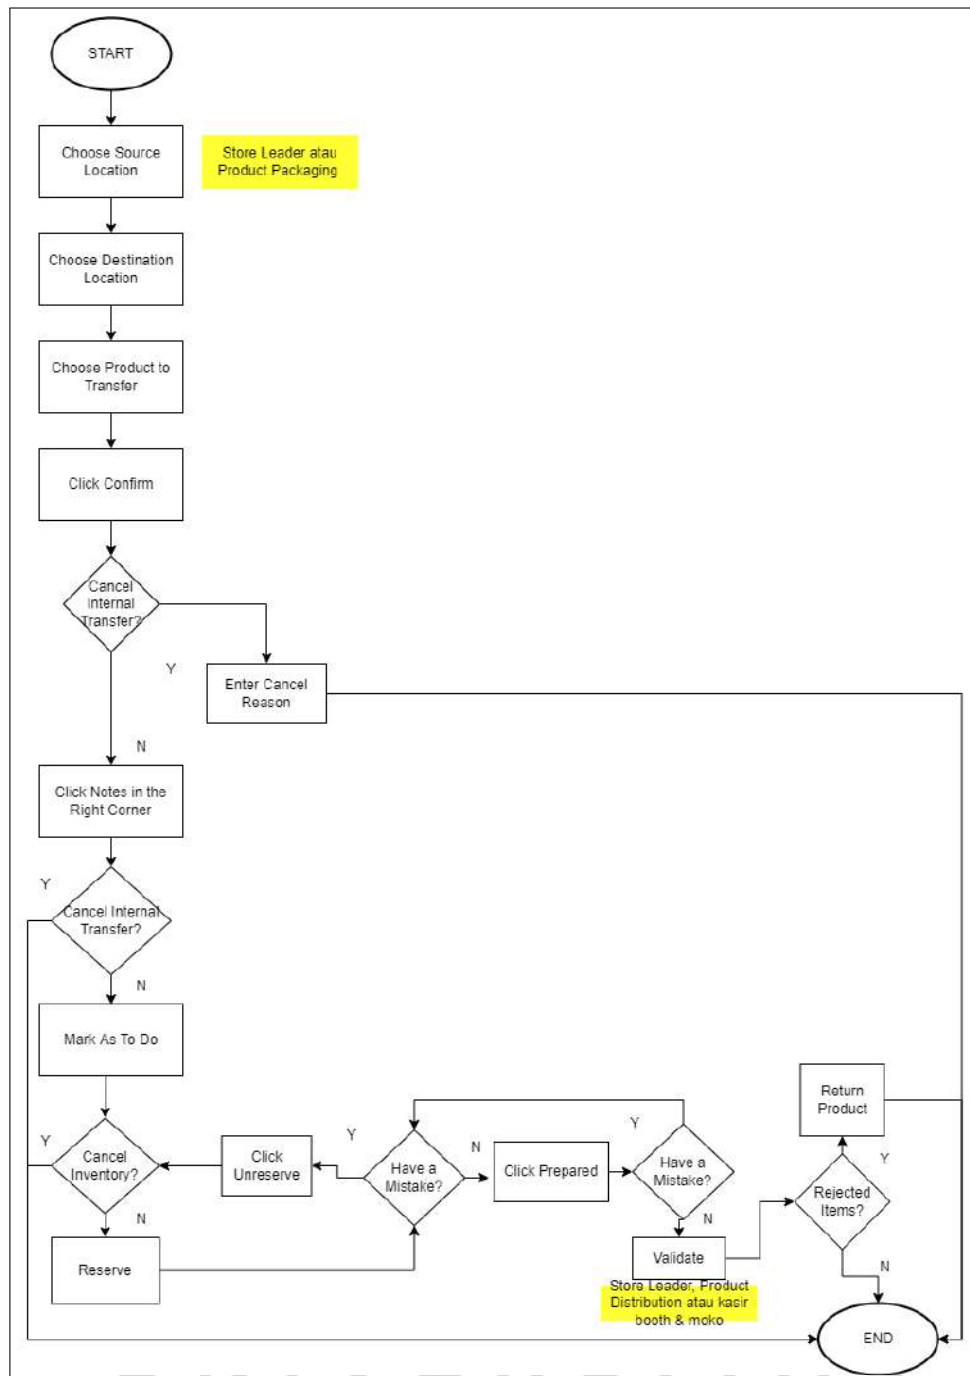 START
Choose Source
Location
Store Leader atau
Product Packaging
Choose Destination
Location
Choose Product to
Transfer
Click Confirm
Cancel
Internal
Transfer?
Y
Enter Cancel
Reason
N
Click Notes in the
Right Corner
Y
Cancel Internal
Transfer?
N
Mark As To Do
Y
Cancel
Inventory?
N
Reserve
Click
Unreserve
Y
Have a
Mistake?
N
Click Prepared
Y
Have a
Mistake?
N
Validate
Store Leader, Product
Distribution atau kasir
booth & moko
Return
Product
Y
Rejected
Items?
N
END